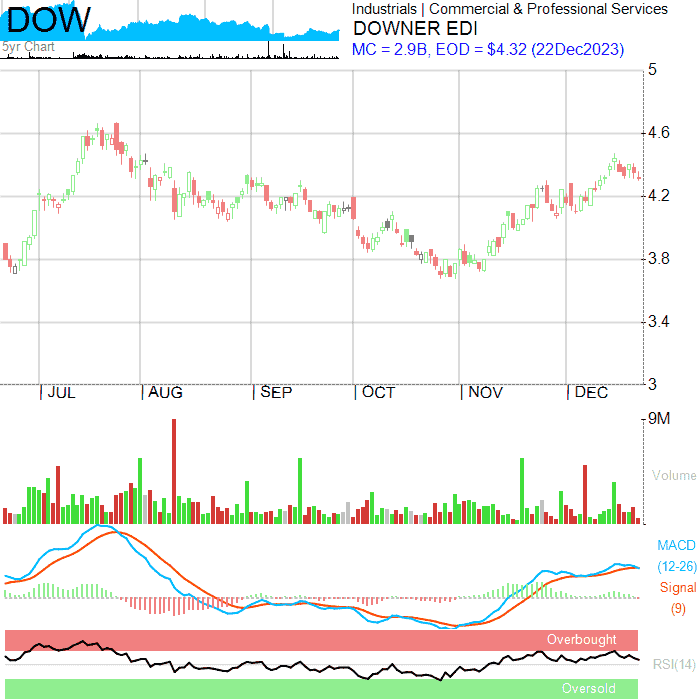 DOW
5yr Chart
Industrials | Commercial & Professional Services
DOWNER EDI
MC = 2.9B, EOD = $4.32 (22Dec2023)
5
4.6
4.2
3.8
3.4
3
JUL
AUG
SEP
OCT
NOV
DEC
9M
Volume
MACD
(12-26)
Signal
(9)
Overbought
RSI(14)
Oversold